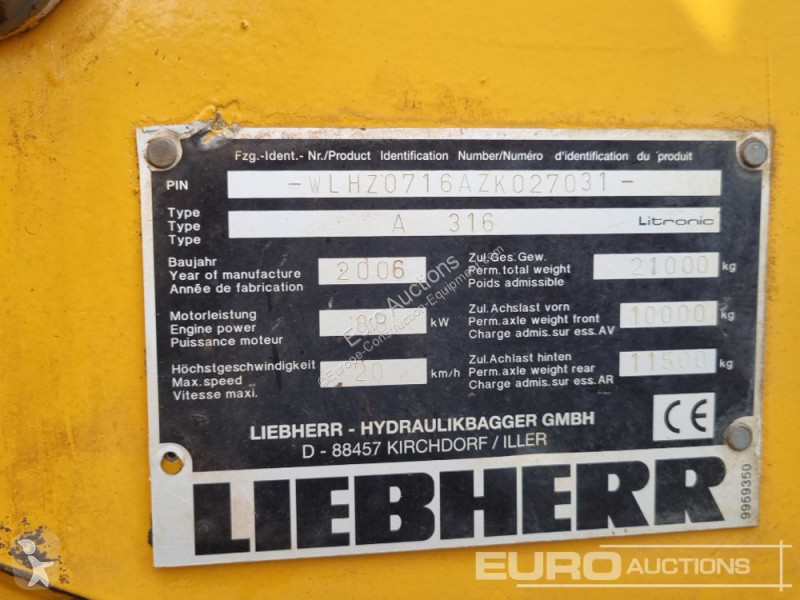 Fzg.-Ident.- Nr./Product Identification Number/Numéro d'identification du produit
PIN -WLHZ0716AZK027031-
Type
Type A 316 Litronic
Type
Baujahr
Year of manufacture 2006
Année de fabrication
Zul.Ges.Gew.
Perm.total weight 21000 kg
Poids admissible
Motorleistung
Engine power kW
Puissance moteur
Zul. Achslast vorn
Perm.axle weight front 10000 kg
Charge admis.sur ess.AV
Höchstgeschwindigkeit
Max.speed 20 km/h
Vitesse maxi.
Zul.Achlast hinten
Perm.axle weight rear 11500 kg
Charge admis.sur ess.AR
LIEBHERR - HYDRAULIKBAGGER GMBH
D - 88457 KIRCHDORF / ILLER
CE
LIEBHERR
9959350
Euro Auctions
©Europe-Construction-Equipment.com
EURO AUCTIONS